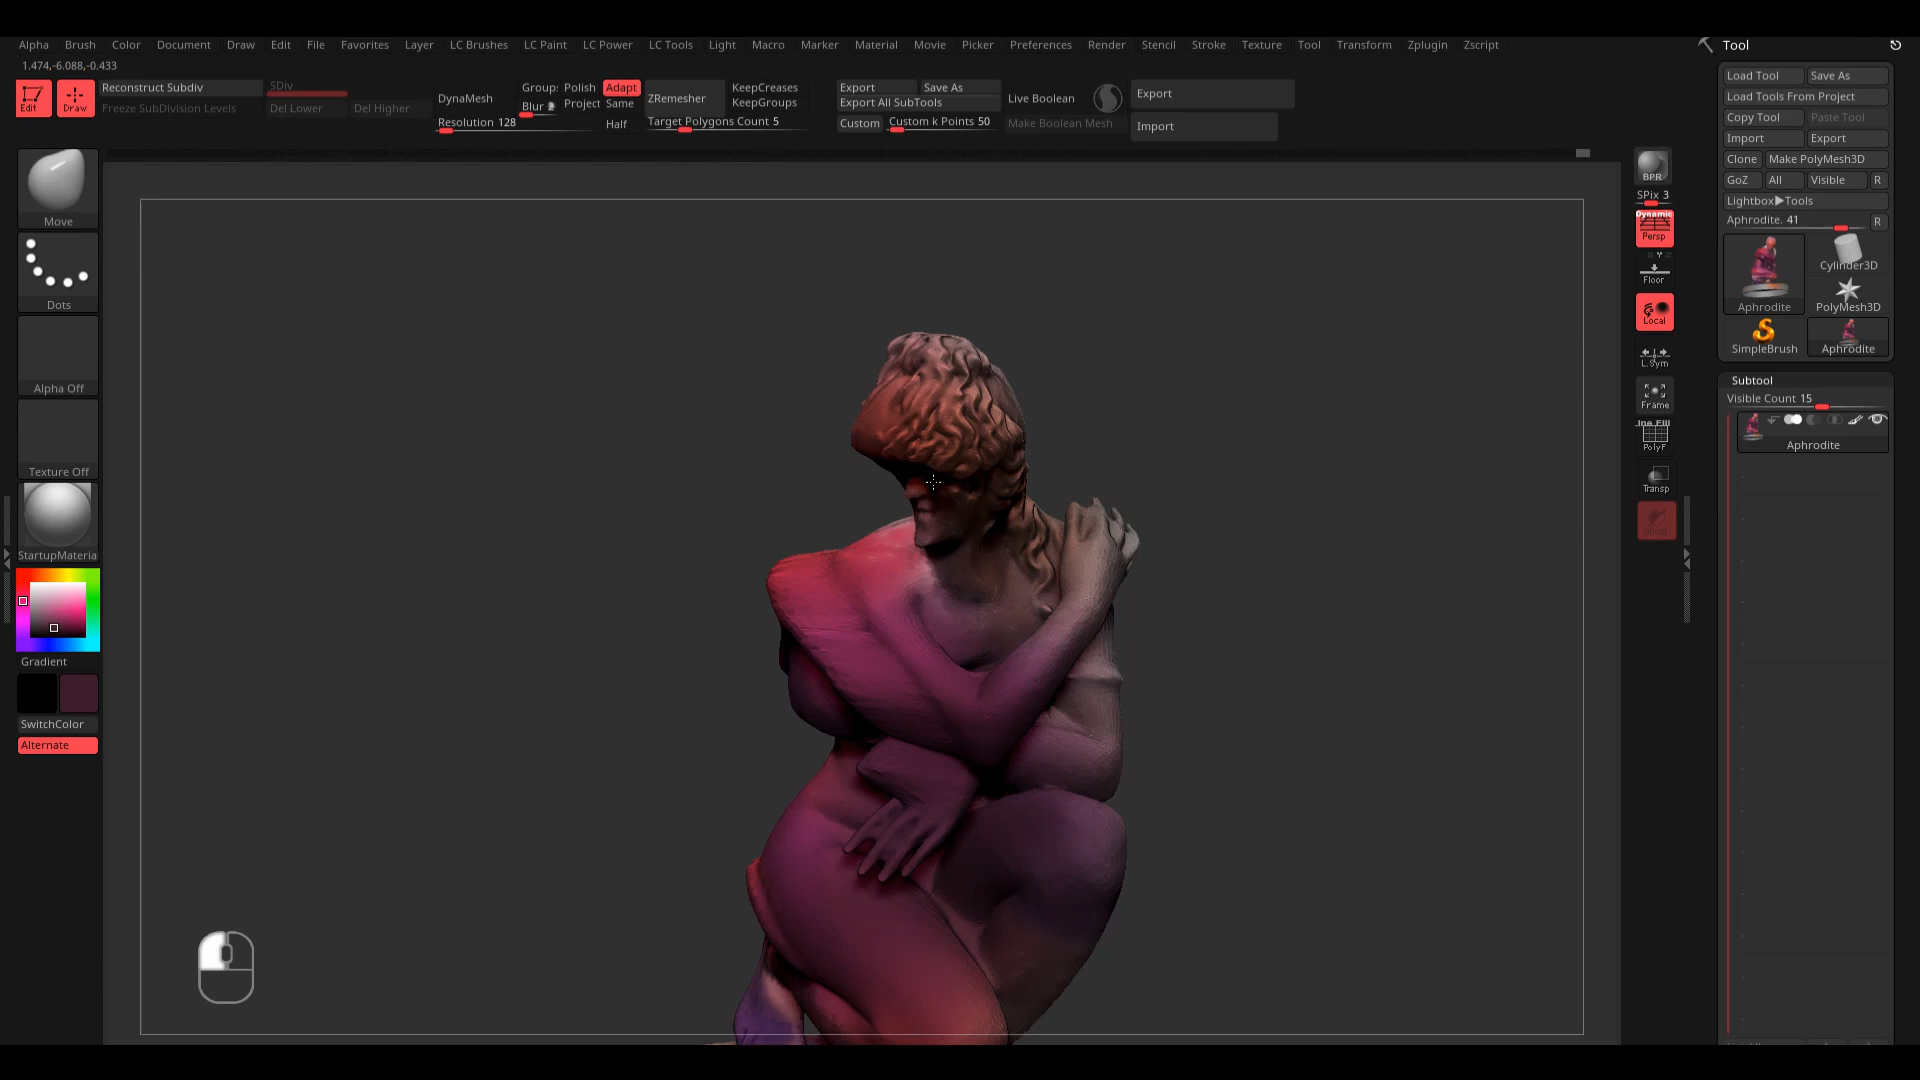 Alpha Brush Color Document Draw Edit File Favorites Layer LC Brushes LC Paint LC Power LC Tools Light Macro Marker Material Movie Picker Preferences Render Stencil Stroke Texture Tool Transform Zplugin Zscript
1.474,-6.088,-0.433
Edit
Draw
Reconstruct Subdiv
Freeze SubDivision Levels
SDiv
Del Lower Del Higher
DynaMesh
Resolution 128
Groups
Blur 
Polish
Project
Adapt
Same
Half
ZRemesher
Target Polygons Count 5
KeepCreases
KeepGroups
Export Save As
Export All SubTools
Custom Custom k Points 50
Live Boolean
Make Boolean Mesh
Export
Import
Move
Dots
Alpha Off
Texture Off
StartupMateria
Gradient
SwitchColor
Alternate
BPR
SPix 3
Dynamic
Persp
Floor
Local
L.Sym
Frame
PolyF
Transp
Ghost
Tool
Load Tool Save As
Load Tools From Project
Copy Tool Paste Tool
Import Export
Clone Make PolyMesh3D
GoZ All Visible R
Lightbox▶Tools
Aphrodite. 41 R
Aphrodite
Cylinder3D
PolyMesh3D
SimpleBrush
Aphrodite
Subtool
Visible Count 15
Aphrodite